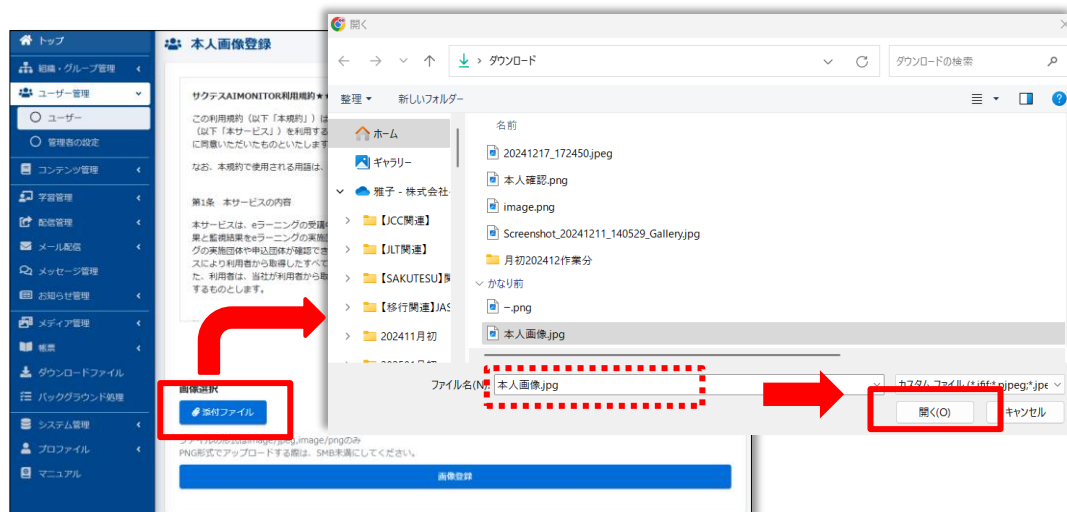 トップ
組織・グループ管理
ユーザー管理
ユーザー
管理者の設定
コンテンツ管理
学習管理
配信管理
メール配信
メッセージ管理
お知らせ管理
メディア管理
帳票
ダウンロードファイル
バックグラウンド処理
システム管理
プロファイル
マニュアル
本人画像登録
サクテスAIMONITOR利用規約★
この利用規約（以下「本規約」）は
（以下「本サービス」）を利用する
に同意いただいたものといたします
なお、本規約で使用される用語は、
第1条 本サービスの内容
本サービスは、eラーニングの受講
果と監視結果をeラーニングの実施
グの実施団体や申込団体が確認でき
スにより利用者から取得したすべて
た、利用者は、当社が利用者から取
するものとします。
画像選択
添付ファイル
ファイルの形式はimage/jpeg,image/pngのみ
PNG形式でアップロードする際は、5MB未満にしてください。
画像登録
開く
ダウンロード
ダウンロードの検索
整理
新しいフォルダー
ホーム
ギャラリー
雅子 - 株式会社
【JCC関連】
【JLT関連】
【SAKUTESU】関
【移行関連】JAS
202411月初
名前
20241217_172450.jpeg
本人確認.png
image.png
Screenshot_20241211_140529_Gallery.jpg
月初202412作業分
かなり前
–.png
本人画像.jpg
ファイル名(N):
本人画像.jpg
カスタム ファイル (*.jfif;*.pjpeg;*.jpe
開く(O)
キャンセル